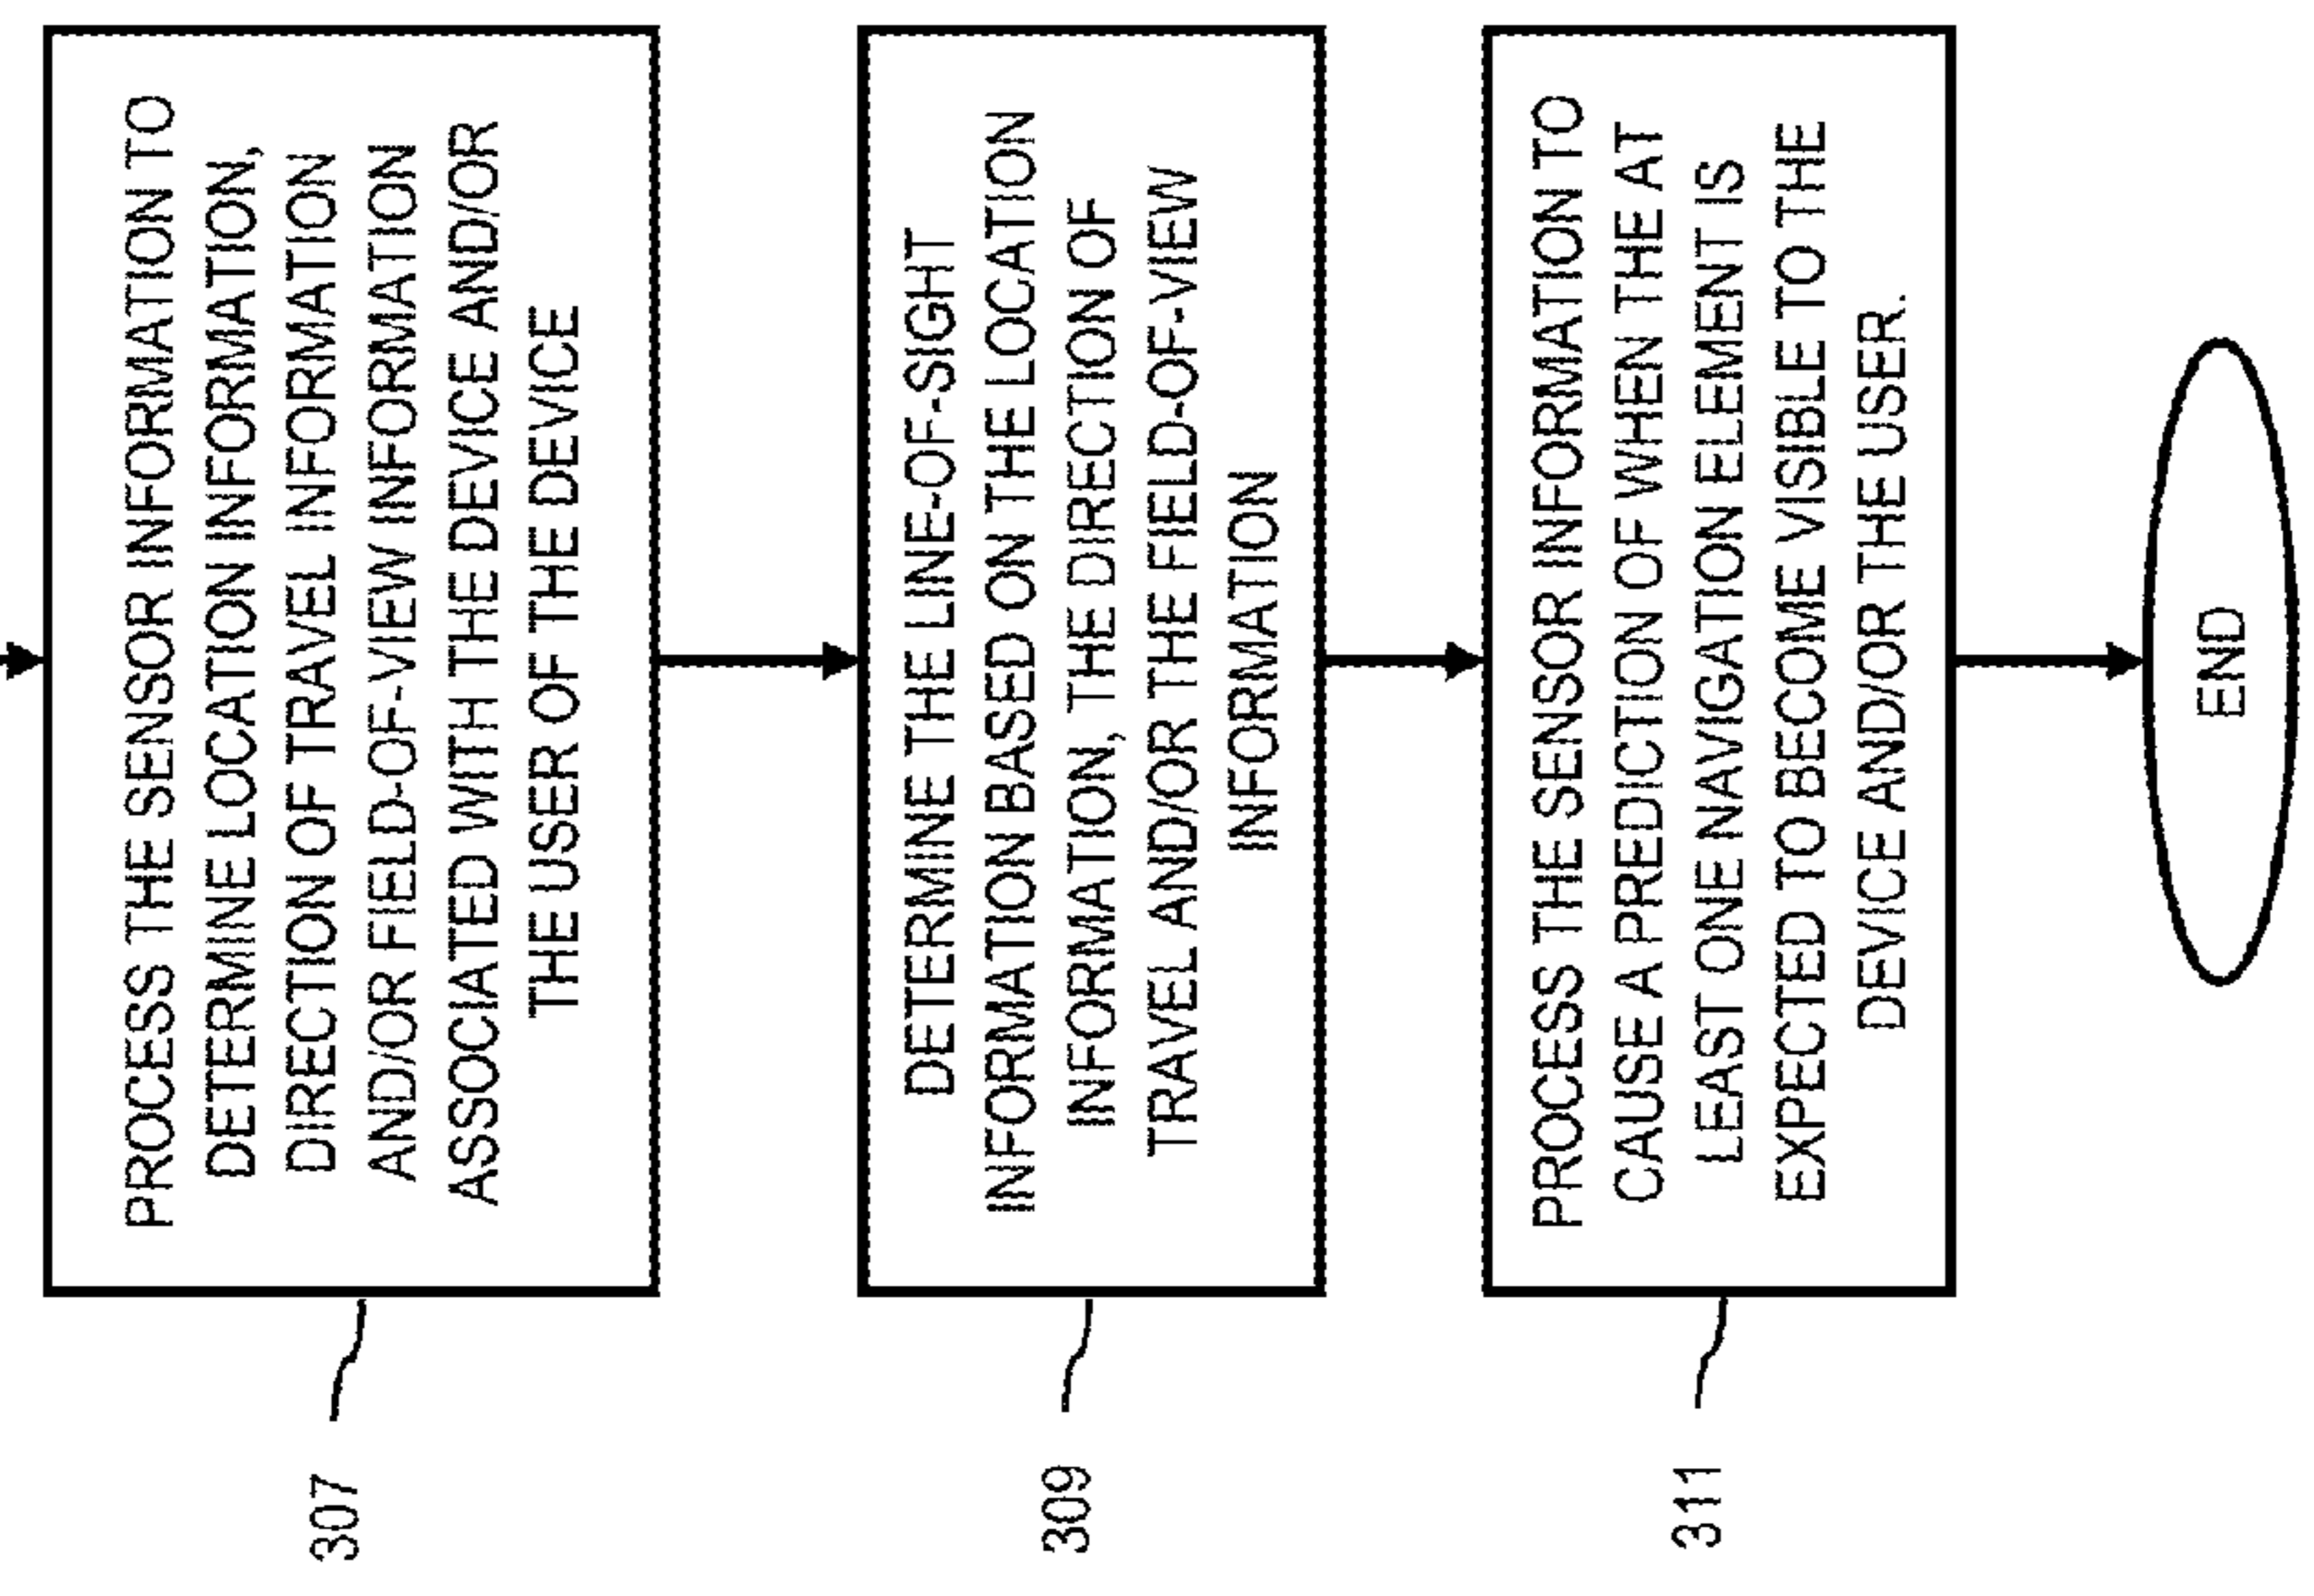 PROCESS THE SENSOR INFORMATION TO
DETERMINE LOCATION INFORMATION,
DIRECTION OF TRAVEL INFORMATION
AND/OR FIELD-OF-VIEW INFORMATION
ASSOCIATED WITH THE DEVICE AND/OR
THE USER OF THE DEVICE
307
DETERMINE THE LINE-OF-SIGHT
INFORMATION BASED ON THE LOCATION
INFORMATION, THE DIRECTION OF
TRAVEL AND/OR THE FIELD-OF-VIEW
INFORMATION
309
PROCESS THE SENSOR INFORMATION TO
CAUSE A PREDICTION OF WHEN THE AT
LEAST ONE NAVIGATION ELEMENT IS
EXPECTED TO BECOME VISIBLE TO THE
DEVICE AND/OR THE USER.
311
END